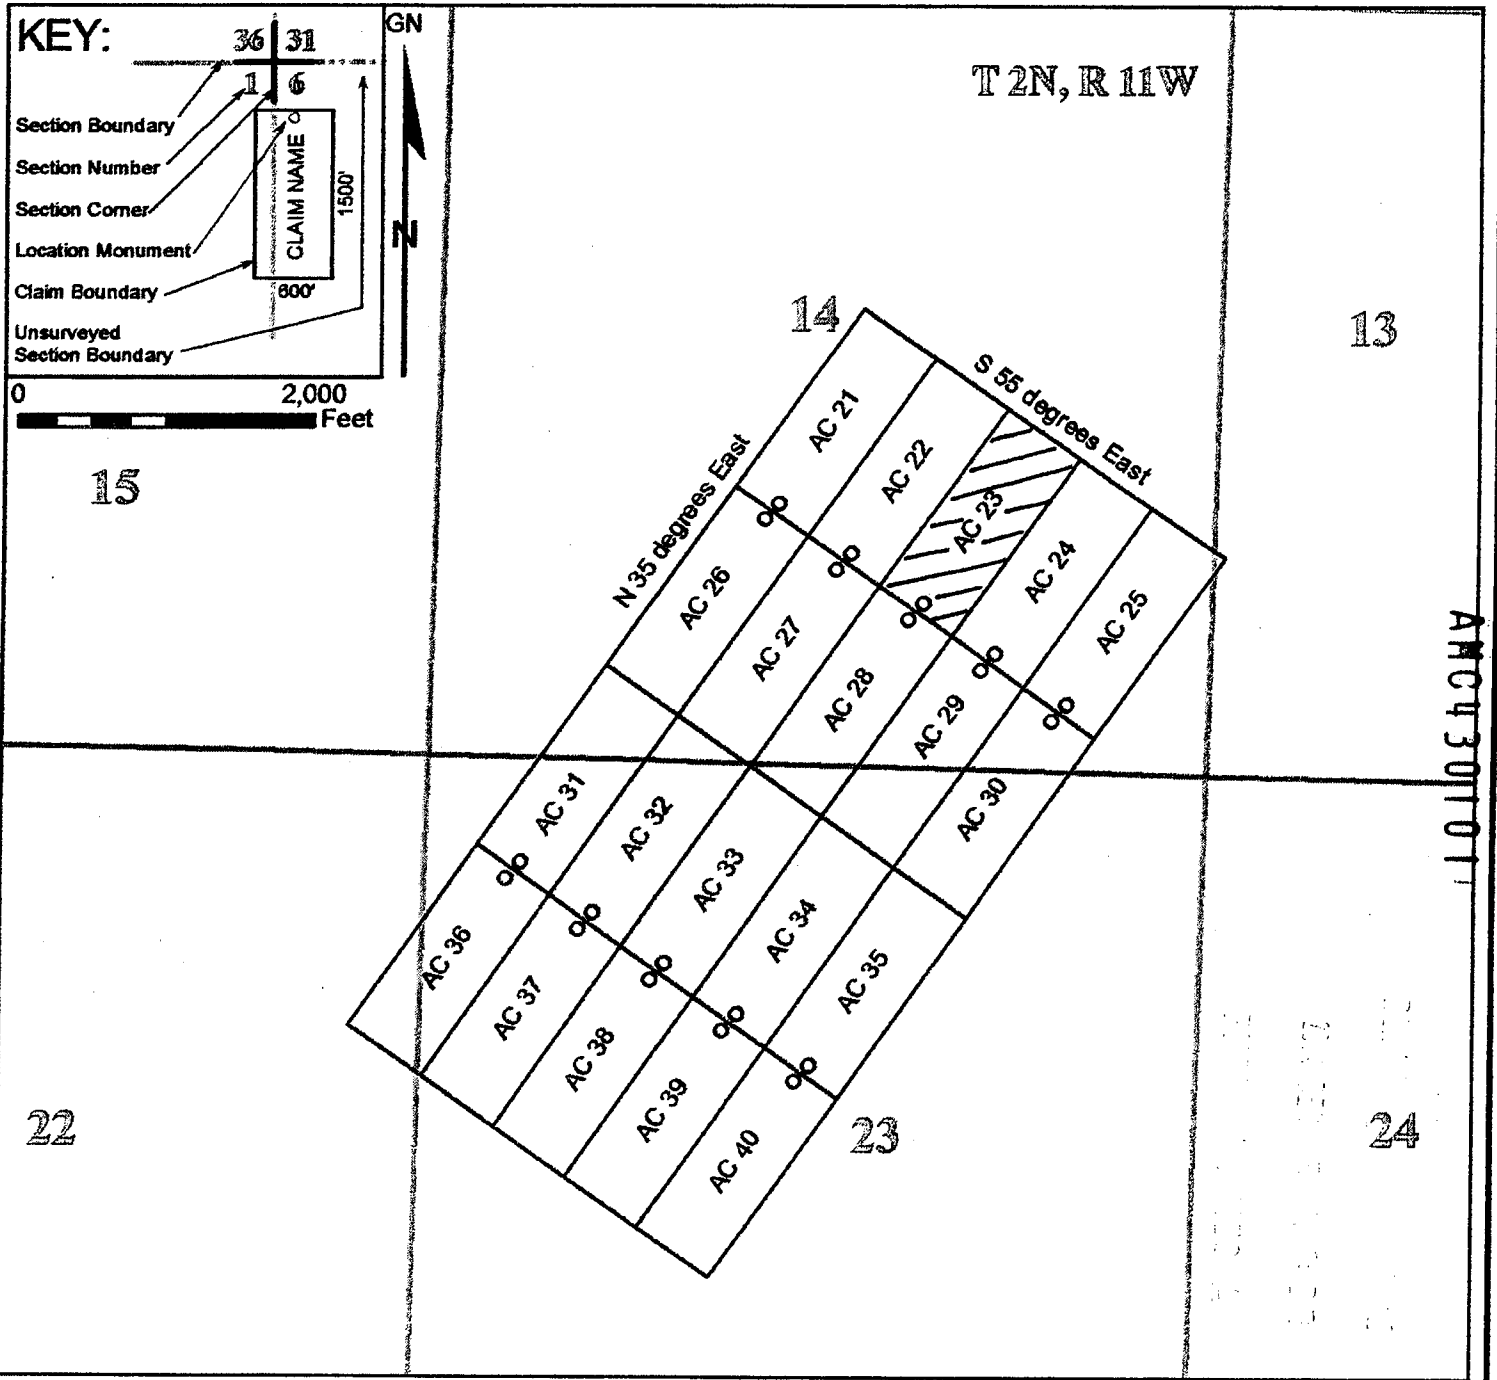 KEY:
36 31
1 6
Section Boundary
Section Number
Section Corner
Location Monument
Claim Boundary
Unsurveyed
Section Boundary
CLAIM NAME
1500'
600'
GN
N
0 2,000
Feet
T 2N, R 11W
14
13
15
S 55 degrees East
N 35 degrees East
AC 21
AC 22
AC 23
AC 24
AC 25
AC 26
AC 27
AC 28
AC 29
AC 30
AC 31
AC 32
AC 33
AC 34
AC 35
AC 36
AC 37
AC 38
AC 39
AC 40
22
23
24
AMC430101